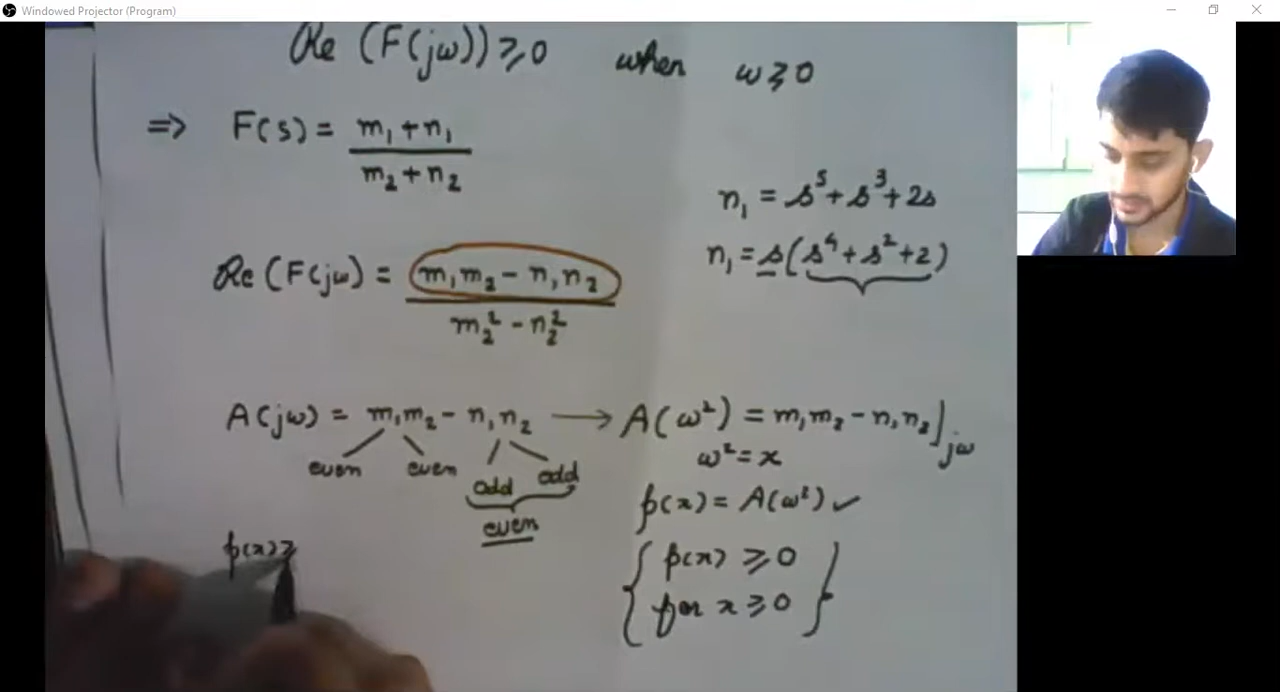 Windowed Projector (Program)
Re (F(jω)) ≥ 0 when ω ≥ 0
⇒ F(s) = m₁ + n₁ / m₂ + n₂
n₁ = s⁵ + s³ + 2s
n₁ = s(s⁴ + s² + 2)
Re (F(jω) = m₁m₂ - n₁n₂ / m₂² - n₂²
A(jω) = m₁m₂ - n₁n₂ → A(ω²) = m₁m₂ - n₁n₂]jω
even even odd odd
even
ω² = x
p(x) = A(ω²) ✓
{ p(x) ≥ 0
for x ≥ 0 }
p(x) ≥